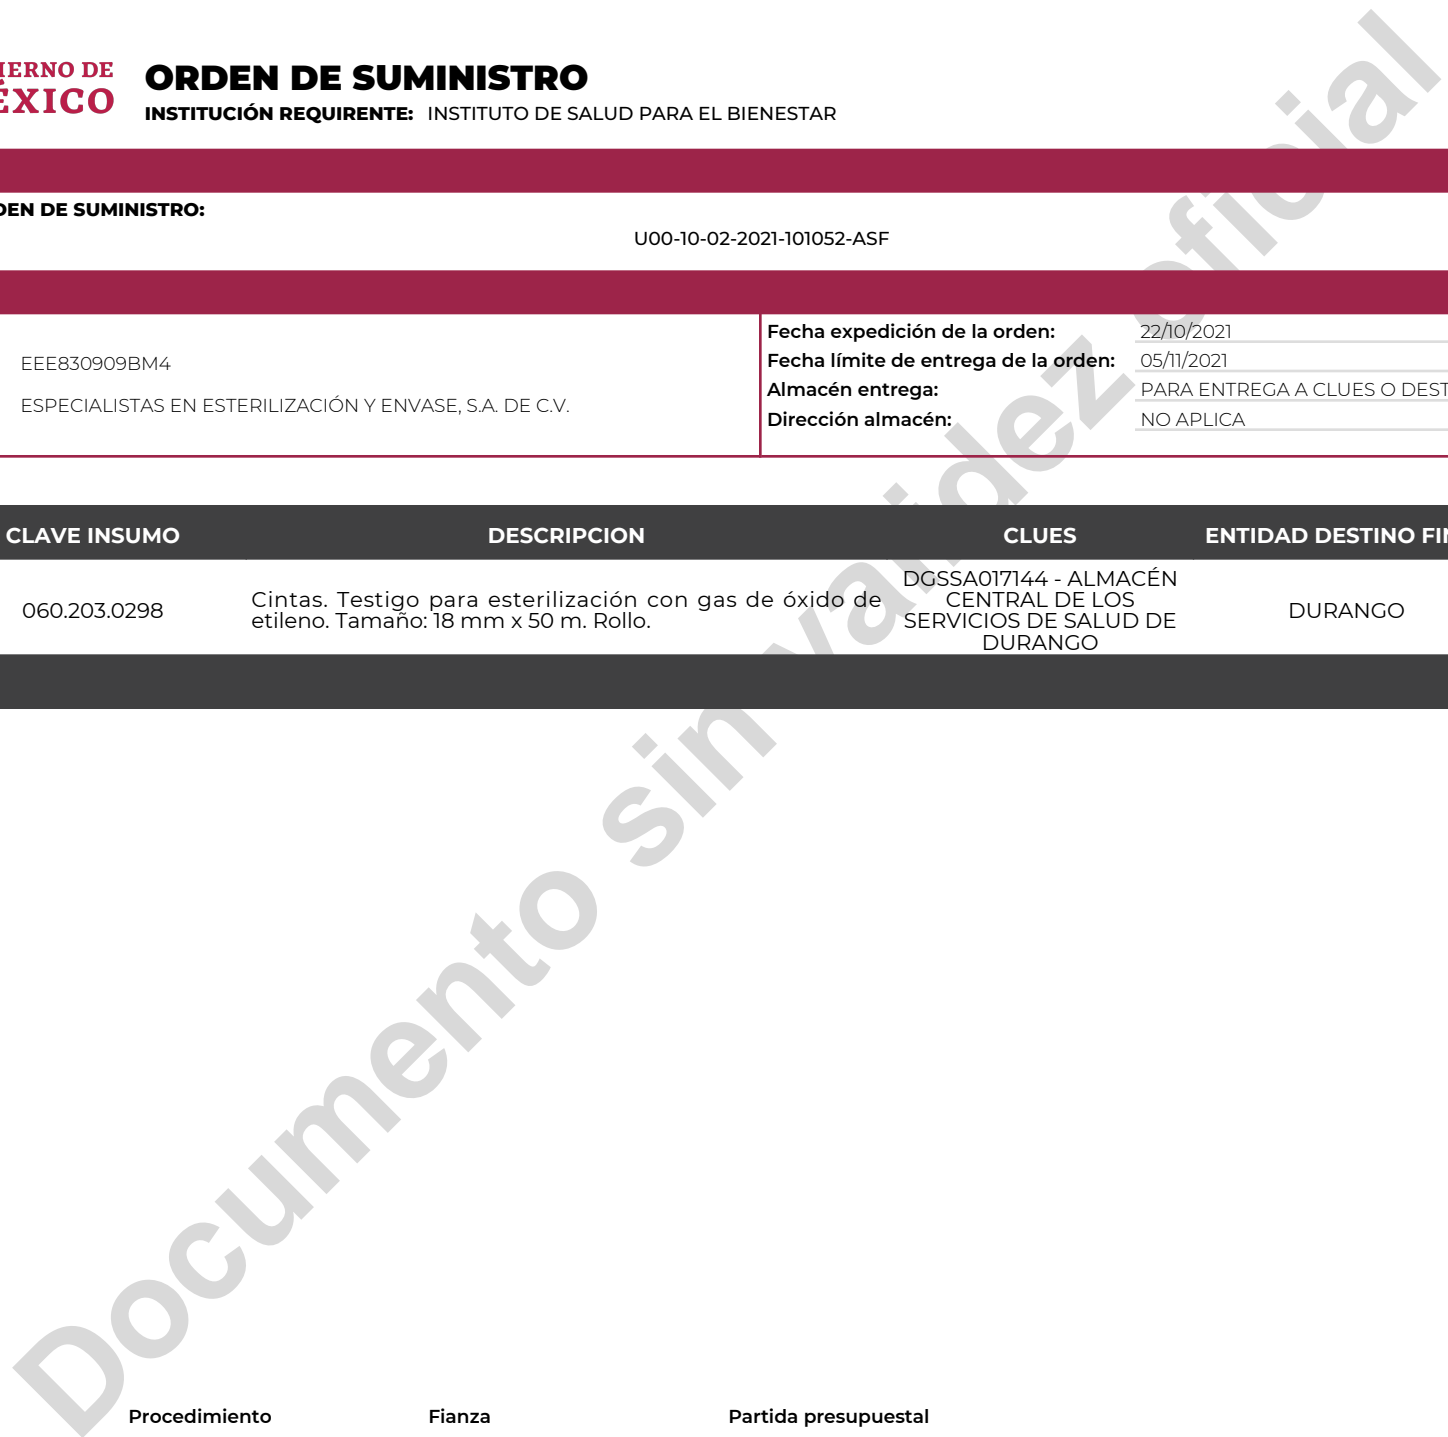 IERNO DE
ÉXICO
ORDEN DE SUMINISTRO
INSTITUCIÓN REQUIRENTE: INSTITUTO DE SALUD PARA EL BIENESTAR
DEN DE SUMINISTRO:
U00-10-02-2021-101052-ASF
EEE830909BM4
ESPECIALISTAS EN ESTERILIZACIÓN Y ENVASE, S.A. DE C.V.
Fecha expedición de la orden: 22/10/2021
Fecha límite de entrega de la orden: 05/11/2021
Almacén entrega: PARA ENTREGA A CLUES O DEST
Dirección almacén: NO APLICA
CLAVE INSUMO DESCRIPCION CLUES ENTIDAD DESTINO FIN
060.203.0298
Cintas. Testigo para esterilización con gas de óxido de
etileno. Tamaño: 18 mm x 50 m. Rollo.
DGSSA017144 - ALMACÉN
CENTRAL DE LOS
SERVICIOS DE SALUD DE
DURANGO
DURANGO
Documento sin validez oficial
Procedimiento Fianza Partida presupuestal